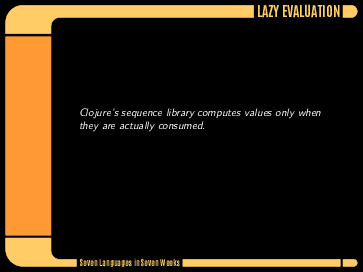 LAZY EVALUATION
Clojure's sequence library computes values only when
they are actually consumed.
Seven Languages in Seven Weeks